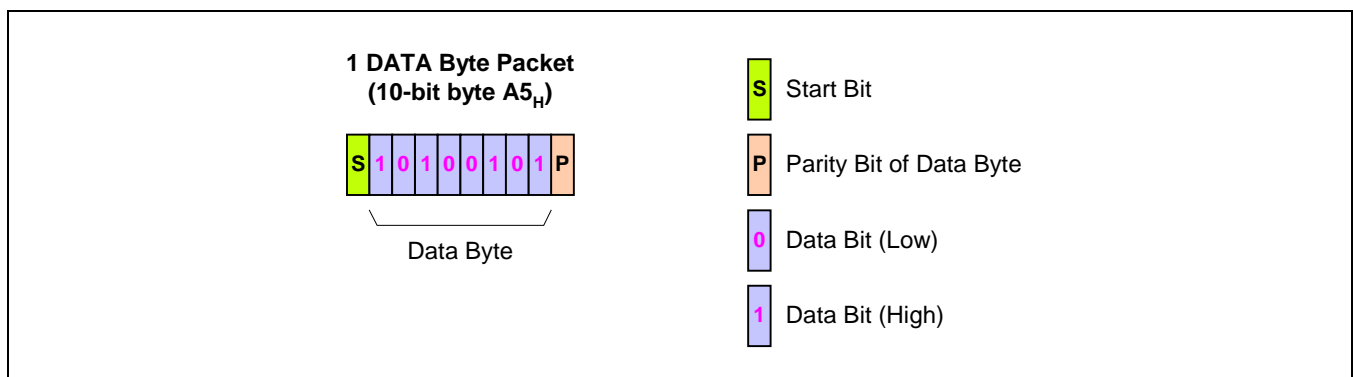 1 DATA Byte Packet
(10-bit byte A5H)
S 1 0 1 0 0 1 0 1 P
Data Byte
S Start Bit
P Parity Bit of Data Byte
0 Data Bit (Low)
1 Data Bit (High)